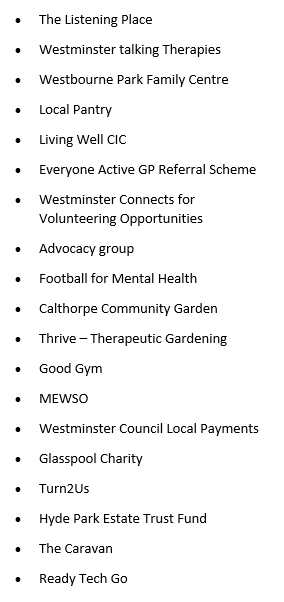 • The Listening Place
• Westminster talking Therapies
• Westbourne Park Family Centre
• Local Pantry
• Living Well CIC
• Everyone Active GP Referral Scheme
• Westminster Connects for
Volunteering Opportunities
• Advocacy group
• Football for Mental Health
• Calthorpe Community Garden
• Thrive – Therapeutic Gardening
• Good Gym
• MEWSO
• Westminster Council Local Payments
• Glasspool Charity
• Turn2Us
• Hyde Park Estate Trust Fund
• The Caravan
• Ready Tech Go